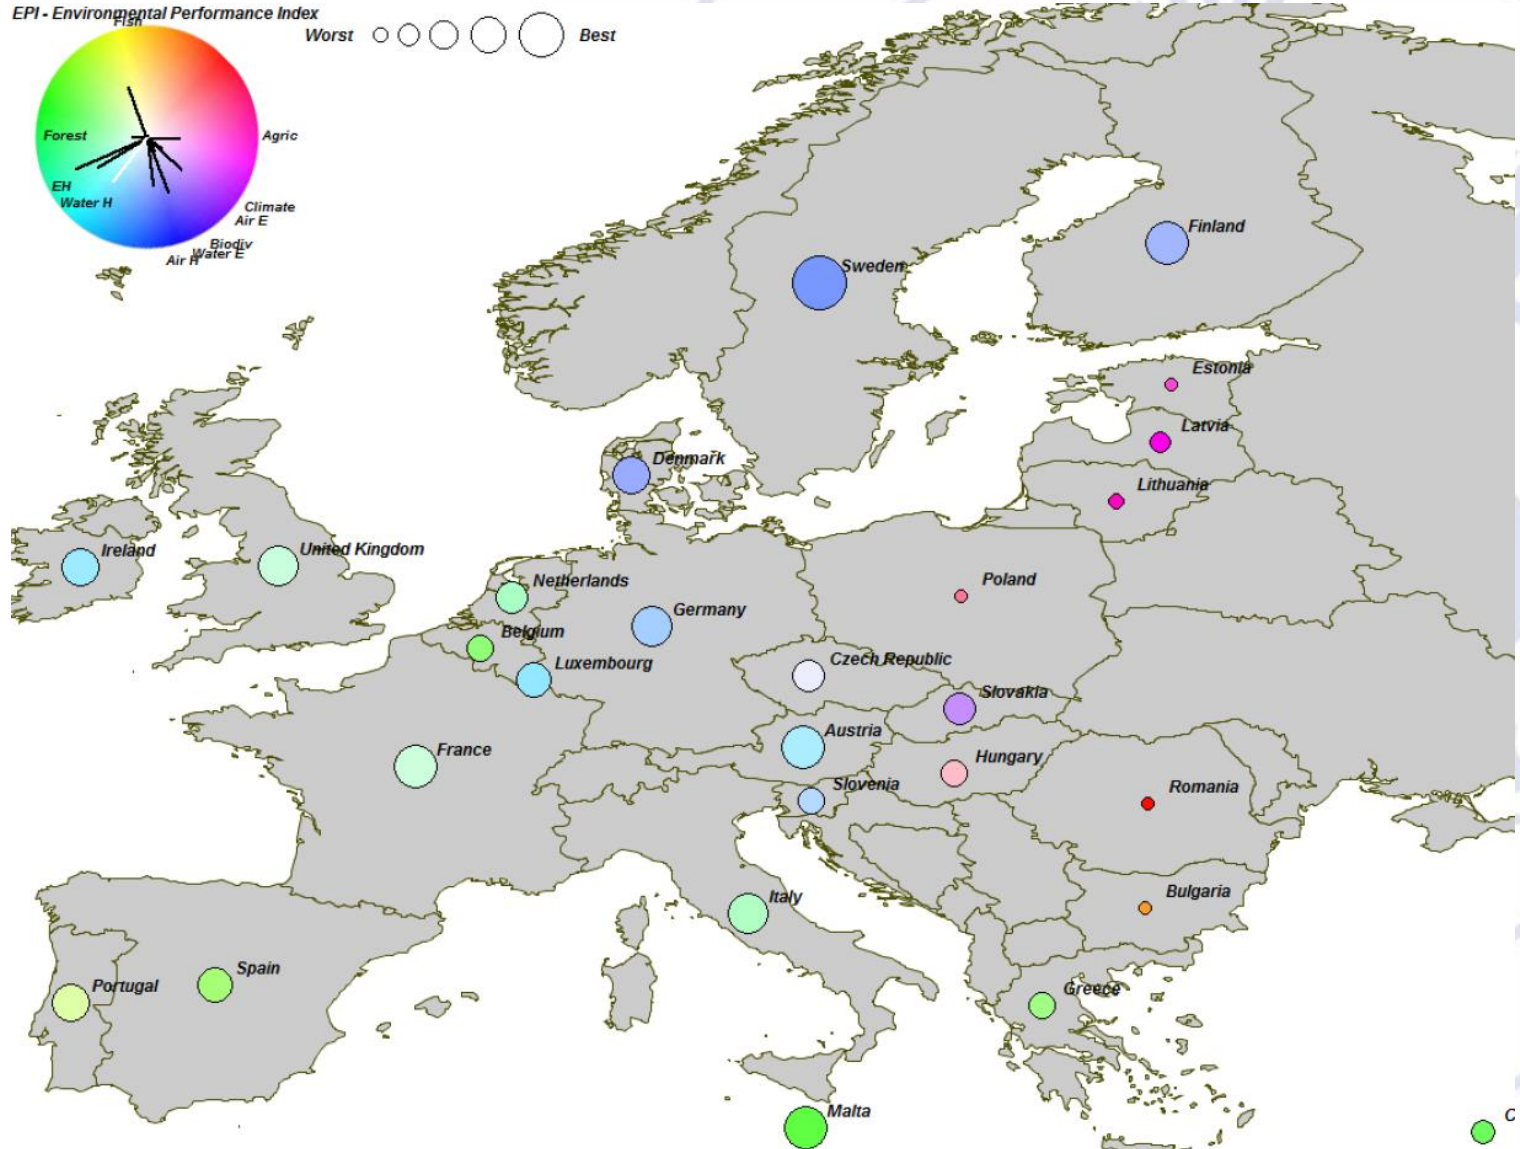 EPI - Environmental Performance Index
Fish
Worst
Best
Forest
Agric
EH
Water H
Climate
Air E
Biodiv
Water E
Air H
Finland
Sweden
Estonia
Latvia
Denmark
Lithuania
Ireland
United Kingdom
Netherlands
Poland
Germany
Belgium
Luxembourg
Czech Republic
Slovakia
Austria
France
Hungary
Slovenia
Romania
Italy
Bulgaria
Spain
Portugal
Greece
Malta
C